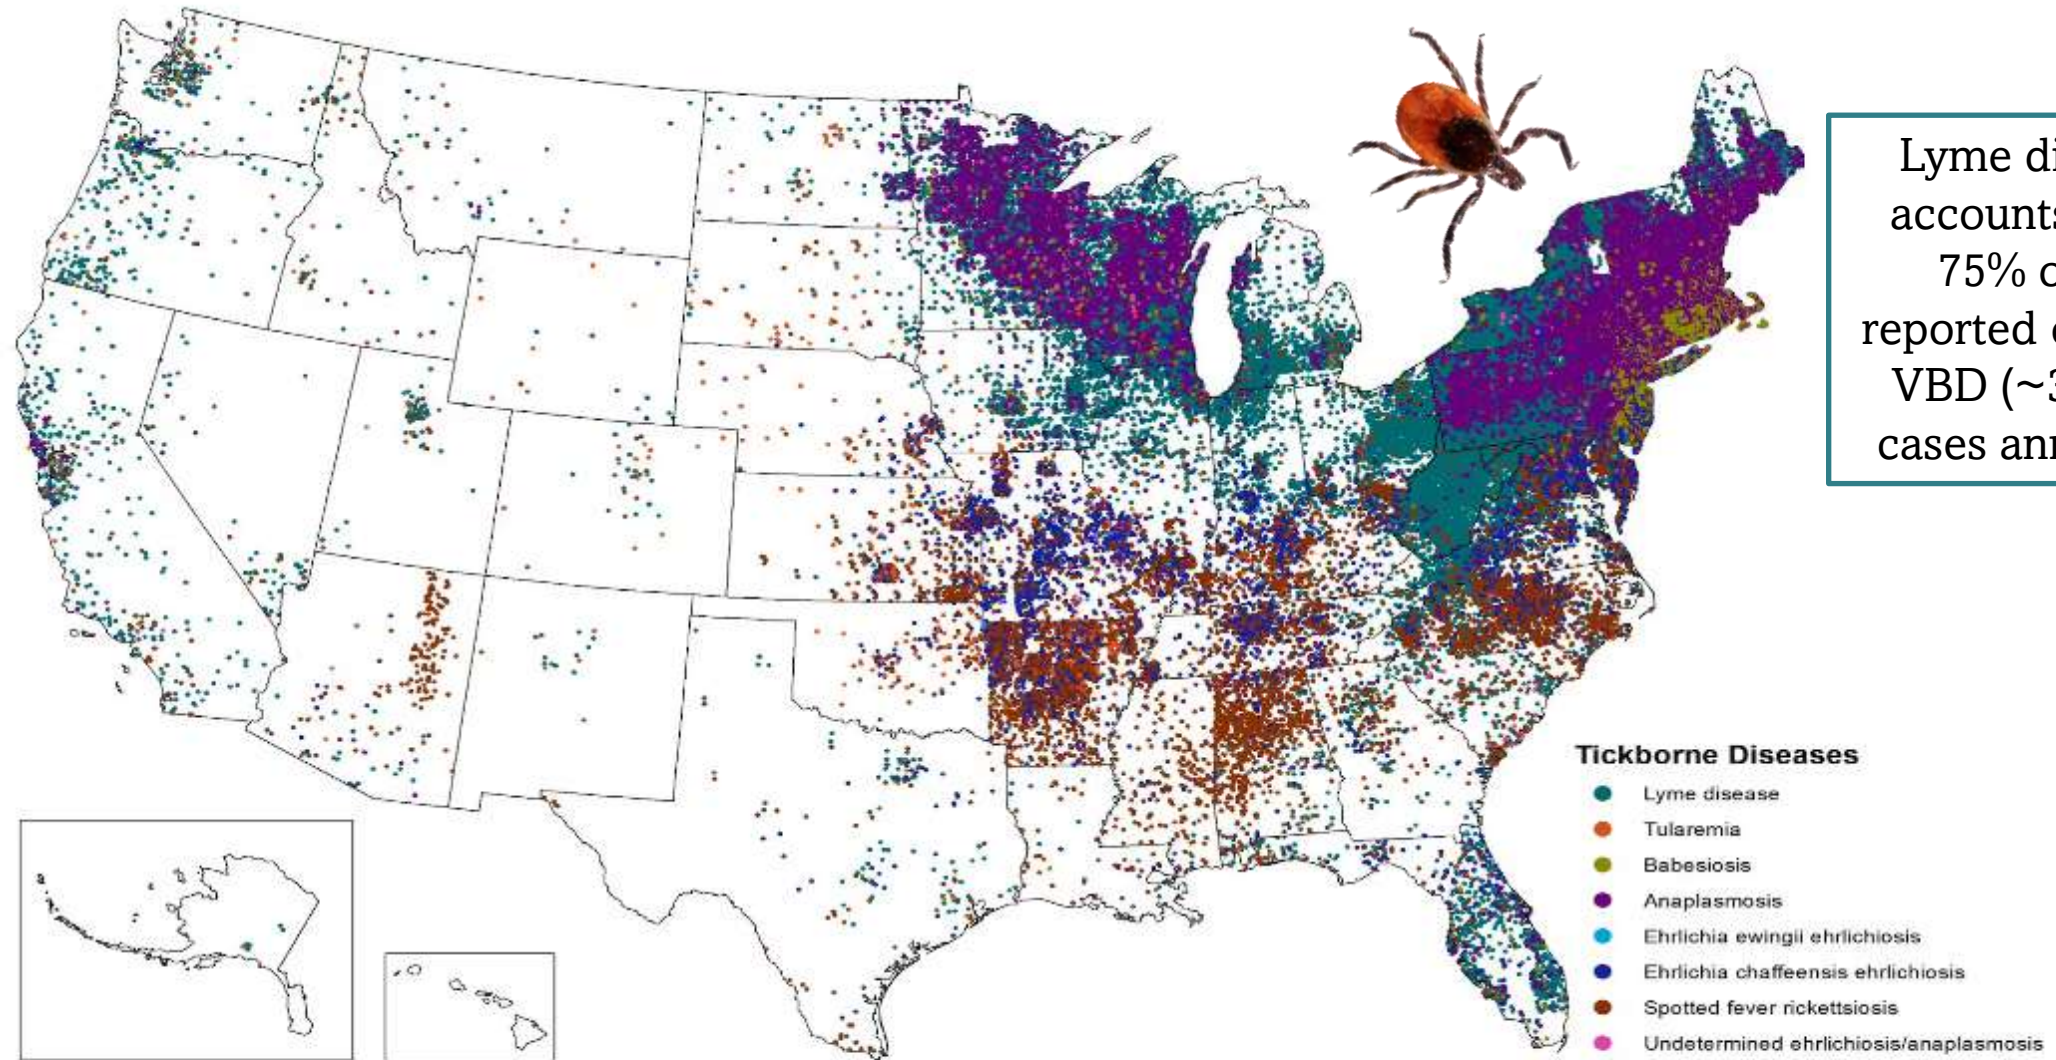 Lyme di
accounts
75% o
reported
VBD (~3
cases ann
Tickborne Diseases
Lyme disease
Tularemia
Babesiosis
Anaplasmosis
Ehrlichia ewingii ehrlichiosis
Ehrlichia chaffeensis ehrlichiosis
Spotted fever rickettsiosis
Undetermined ehrlichiosis/anaplasmosis